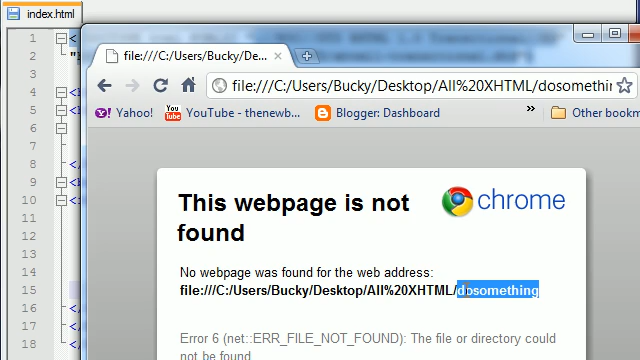 index.html
file:///C:/Users/Bucky/De...
file:///C:/Users/Bucky/Desktop/All%20XHTML/dosomethin
Yahoo!
YouTube - thenewb...
Blogger: Dashboard
»
Other bookm
1
2
3
4
5
6
7
8
9
10
11
12
13
14
15
16
17
18
This webpage is not
found
chrome
No webpage was found for the web address:
file:///C:/Users/Bucky/Desktop/All%20XHTML/dosomething
Error 6 (net::ERR_FILE_NOT_FOUND): The file or directory could
not be found